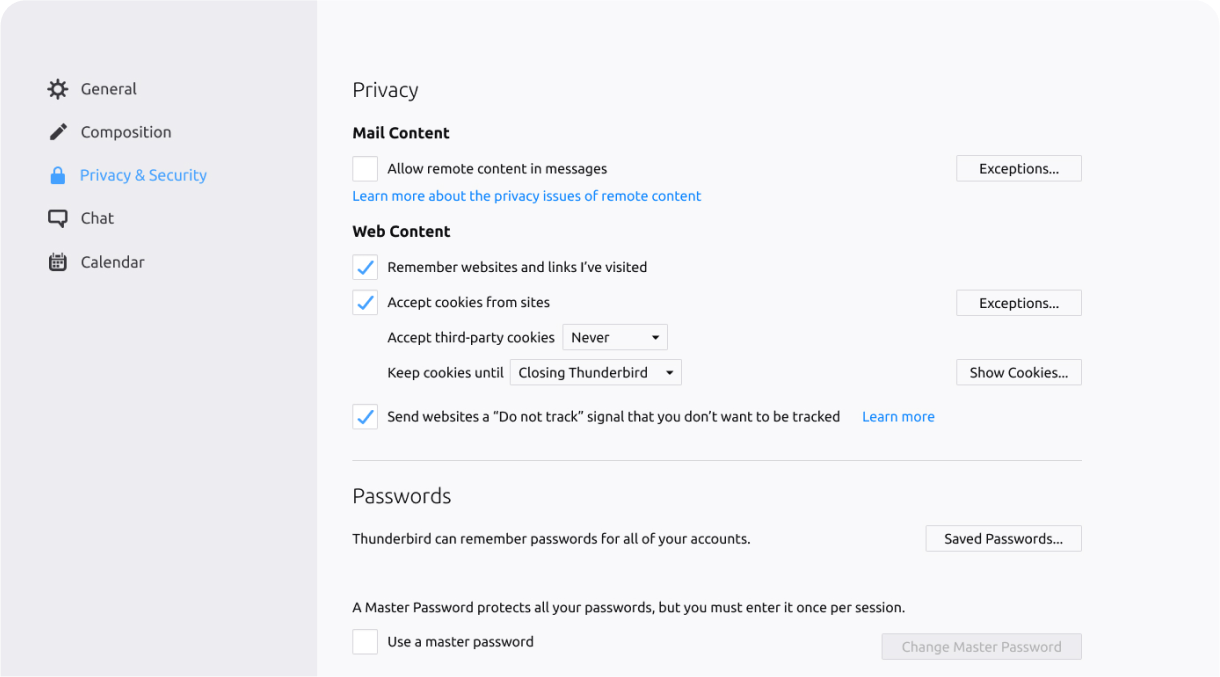 General
Composition
Privacy & Security
Chat
Calendar
Privacy
Mail Content
Allow remote content in messages
Exceptions...
Learn more about the privacy issues of remote content
Web Content
Remember websites and links I’ve visited
Accept cookies from sites
Exceptions...
Accept third-party cookies Never
Keep cookies until Closing Thunderbird
Show Cookies...
Send websites a “Do not track” signal that you don’t want to be tracked Learn more
Passwords
Thunderbird can remember passwords for all of your accounts.
Saved Passwords...
A Master Password protects all your passwords, but you must enter it once per session.
Use a master password
Change Master Password